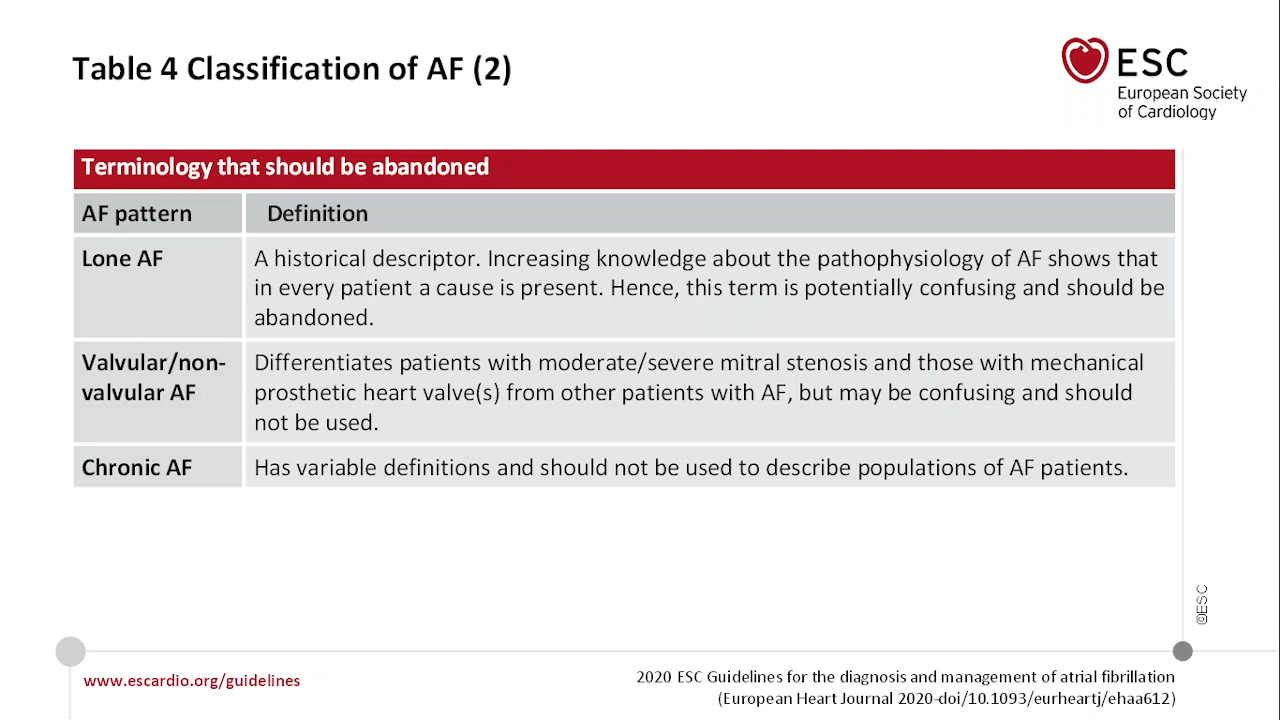 Table 4 Classification of AF (2)
ESC
European Society
of Cardiology
Terminology that should be abandoned
AF pattern
Definition
Lone AF
A historical descriptor. Increasing knowledge about the pathophysiology of AF shows that
in every patient a cause is present. Hence, this term is potentially confusing and should be
abandoned.
Valvular/non-
valvular AF
Differentiates patients with moderate/severe mitral stenosis and those with mechanical
prosthetic heart valve(s) from other patients with AF, but may be confusing and should
not be used.
Chronic AF
Has variable definitions and should not be used to describe populations of AF patients.
©ESC
www.escardio.org/guidelines
2020 ESC Guidelines for the diagnosis and management of atrial fibrillation
(European Heart Journal 2020-doi/10.1093/eurheartj/ehaa612)